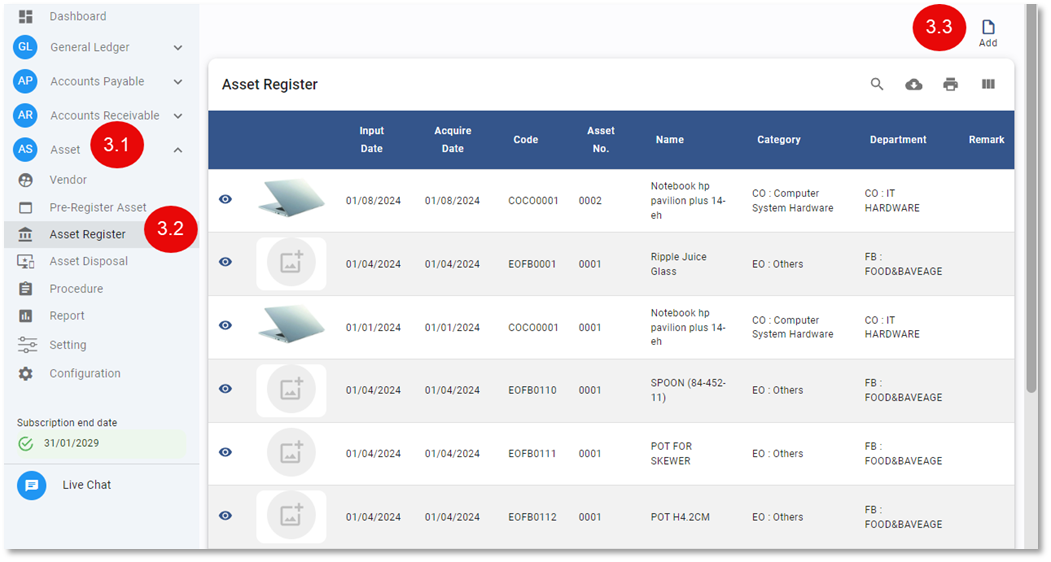 Dashboard
GL General Ledger
AP Accounts Payable
AR Accounts Receivable
AS Asset
3.1
Vendor
Pre-Register Asset
Asset Register
3.2
Asset Disposal
Procedure
Report
Setting
Configuration
Subscription end date
31/01/2029
Live Chat
3.3
Add
Asset Register
Input
Date
Acquire
Date
Code
Asset
No.
Name
Category
Department
Remark
01/08/2024 01/08/2024 COCO0001 0002
Notebook hp
pavilion plus 14-
eh
CO : Computer
System Hardware
CO : IT
HARDWARE
01/04/2024 01/04/2024 EOFB0001 0001
Ripple Juice
Glass
EO : Others
FB :
FOOD&BAVEAGE
01/01/2024 01/01/2024 COCO0001 0001
Notebook hp
pavilion plus 14-
eh
CO : Computer
System Hardware
CO : IT
HARDWARE
01/04/2024 01/04/2024 EOFB0110 0001
SPOON (84-452-
11)
EO : Others
FB :
FOOD&BAVEAGE
01/04/2024 01/04/2024 EOFB0111 0001
POT FOR
SKEWER
EO : Others
FB :
FOOD&BAVEAGE
01/04/2024 01/04/2024 EOFB0112 0001
POT H4.2CM
EO : Others
FB :
FOOD&BAVEAGE